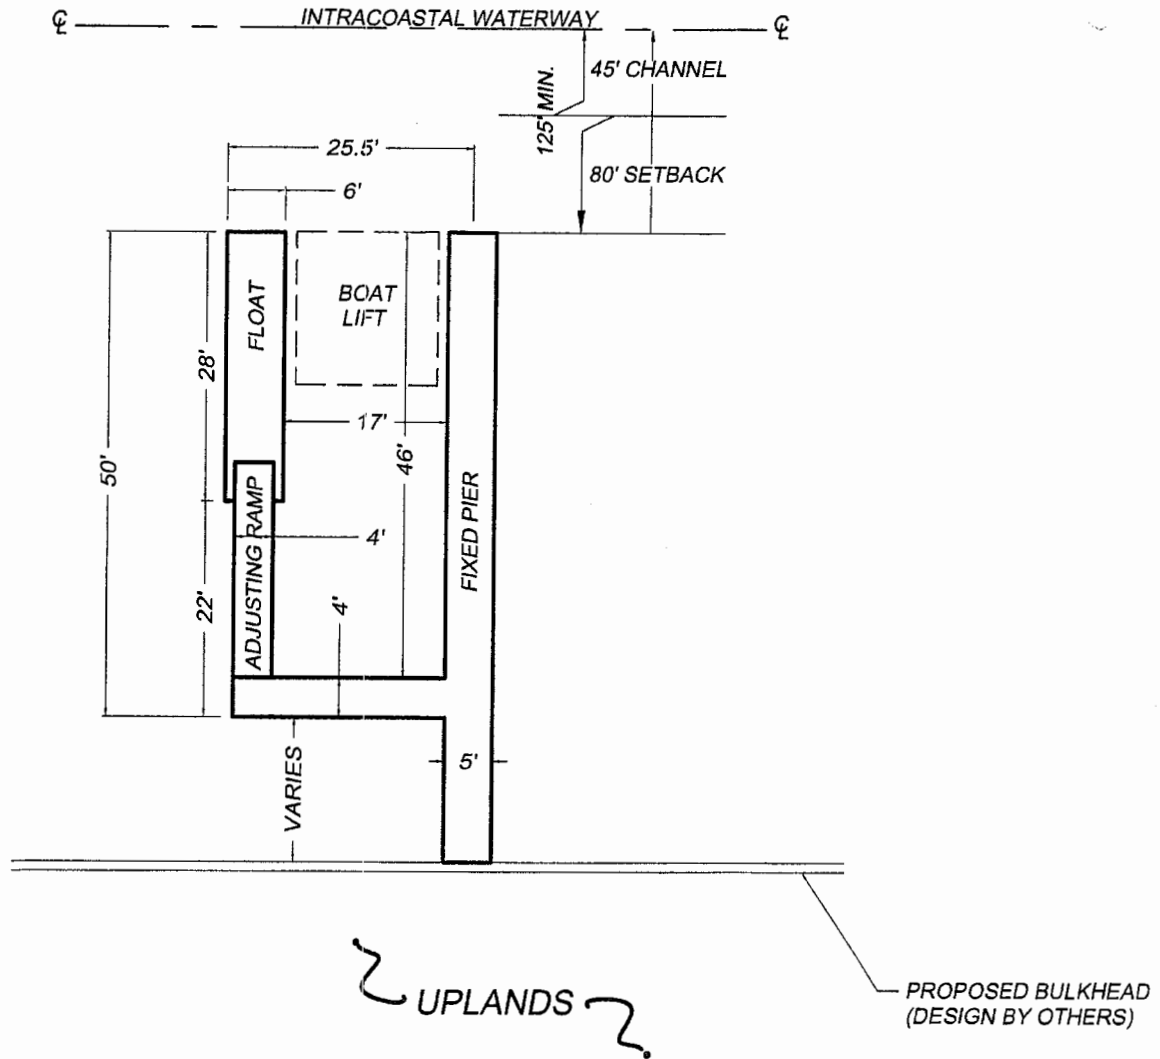 ℄ INTRACOASTAL WATERWAY ℄
45' CHANNEL
125' MIN.
80' SETBACK
25.5'
6'
FLOAT
BOAT
LIFT
28'
17'
50'
46'
ADJUSTING RAMP
FIXED PIER
4'
22'
4'
5'
VARIES
UPLANDS
PROPOSED BULKHEAD
(DESIGN BY OTHERS)